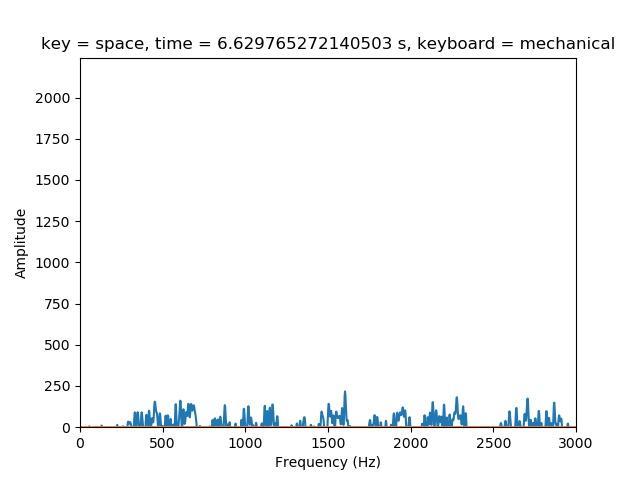 key = space, time = 6.629765272140503 s, keyboard = mechanical
2000
1750
1500
1250
1000
750
500
250
0
Amplitude
0 500 1000 1500 2000 2500 3000
Frequency (Hz)